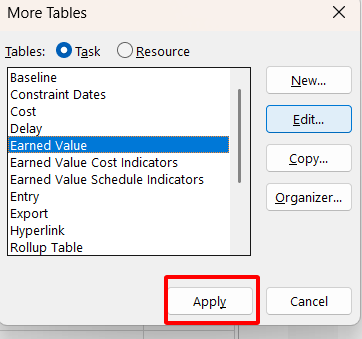 More Tables
Tables: Task Resource
Baseline
Constraint Dates
Cost
Delay
Earned Value
Earned Value Cost Indicators
Earned Value Schedule Indicators
Entry
Export
Hyperlink
Rollup Table
New...
Edit...
Copy...
Organizer...
Apply Cancel